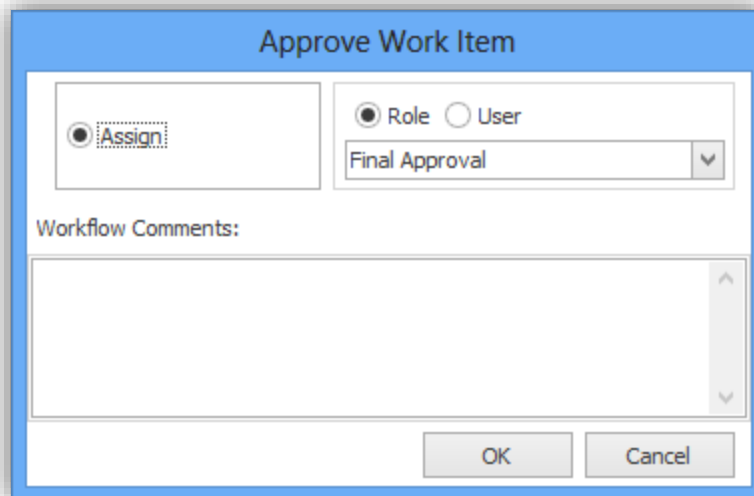 Approve Work Item
Assign
Role User
Final Approval
Workflow Comments:
OK Cancel